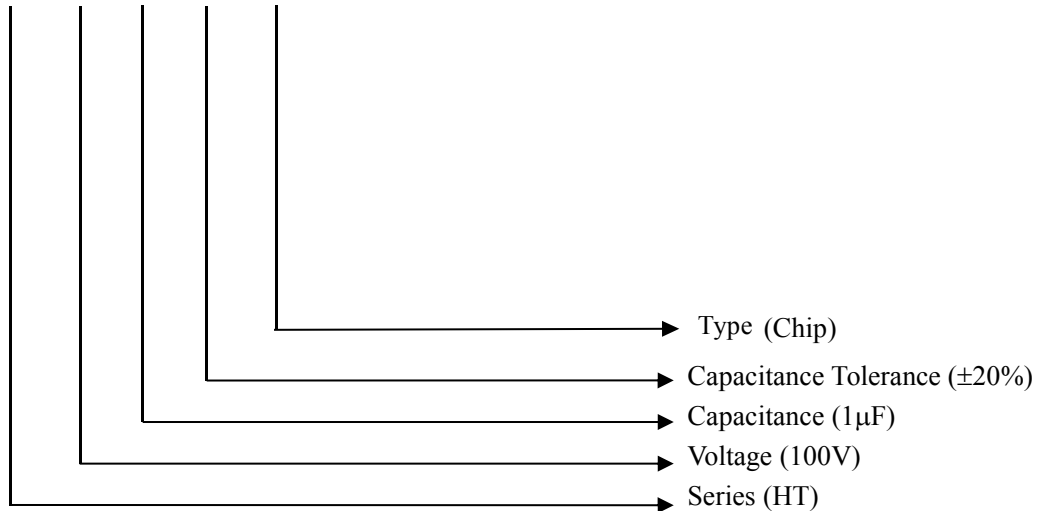 Type (Chip)
Capacitance Tolerance (±20%)
Capacitance (1μF)
Voltage (100V)
Series (HT)